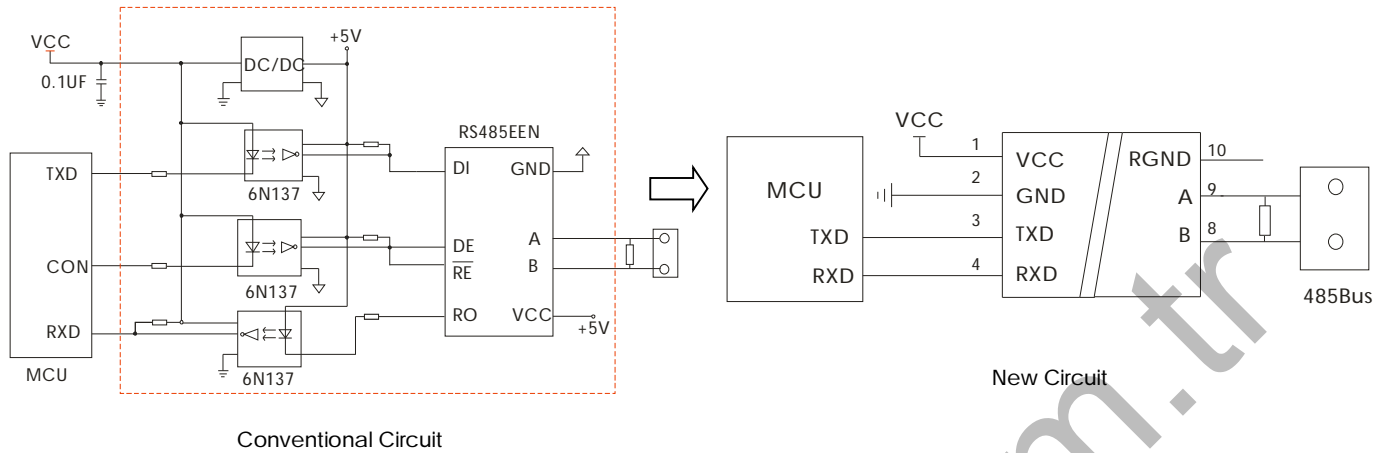 VCC
0.1UF
+5V
DC/DC
RS485EEN
TXD
6N137
DI
GND
CON
6N137
DE
RE
A
B
RXD
6N137
RO
VCC
+5V
MCU
Conventional Circuit
MCU
TXD
RXD
VCC
1
2
3
4
VCC
GND
TXD
RXD
RGND
A
B
10
9
8
485Bus
New Circuit
m.tr